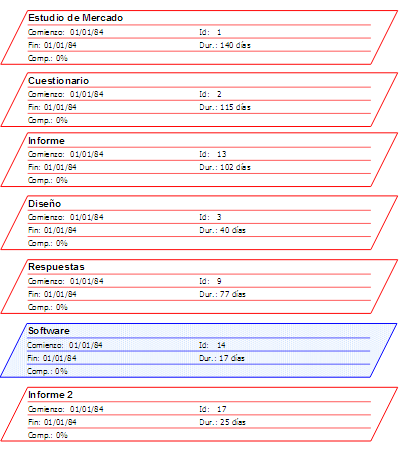 Estudio de Mercado
Comienzo: 01/01/84 Id: 1
Fin: 01/01/84 Dur.: 140 días
Comp.: 0%
Cuestionario
Comienzo: 01/01/84 Id: 2
Fin: 01/01/84 Dur.: 115 días
Comp.: 0%
Informe
Comienzo: 01/01/84 Id: 13
Fin: 01/01/84 Dur.: 102 días
Comp.: 0%
Diseño
Comienzo: 01/01/84 Id: 3
Fin: 01/01/84 Dur.: 40 días
Comp.: 0%
Respuestas
Comienzo: 01/01/84 Id: 9
Fin: 01/01/84 Dur.: 77 días
Comp.: 0%
Software
Comienzo: 01/01/84 Id: 14
Fin: 01/01/84 Dur.: 17 días
Comp.: 0%
Informe 2
Comienzo: 01/01/84 Id: 17
Fin: 01/01/84 Dur.: 25 días
Comp.: 0%